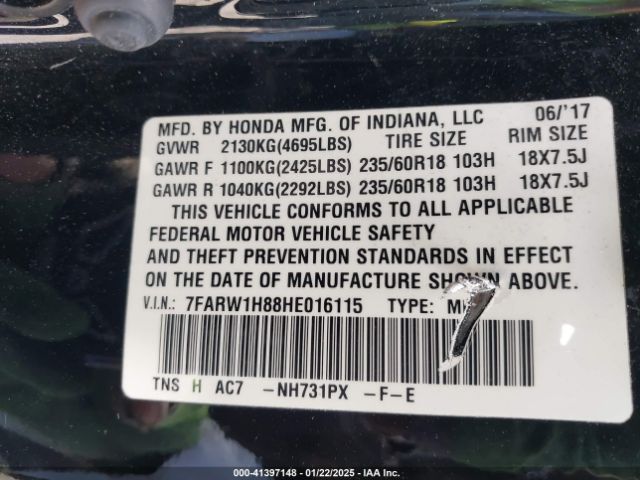 MFD. BY HONDA MFG. OF INDIANA, LLC 06/'17
GVWR 2130KG(4695LBS) TIRE SIZE RIM SIZE
GAWR F 1100KG(2425LBS) 235/60R18 103H 18X7.5J
GAWR R 1040KG(2292LBS) 235/60R18 103H 18X7.5J
THIS VEHICLE CONFORMS TO ALL APPLICABLE
FEDERAL MOTOR VEHICLE SAFETY
AND THEFT PREVENTION STANDARDS IN EFFECT
ON THE DATE OF MANUFACTURE SHOWN ABOVE.
V.I.N.: 7FARW1H88HE016115 TYPE:
TNS H AC7 -NH731PX -F-E
000-41397148 - 01/22/2025 - IAA Inc.